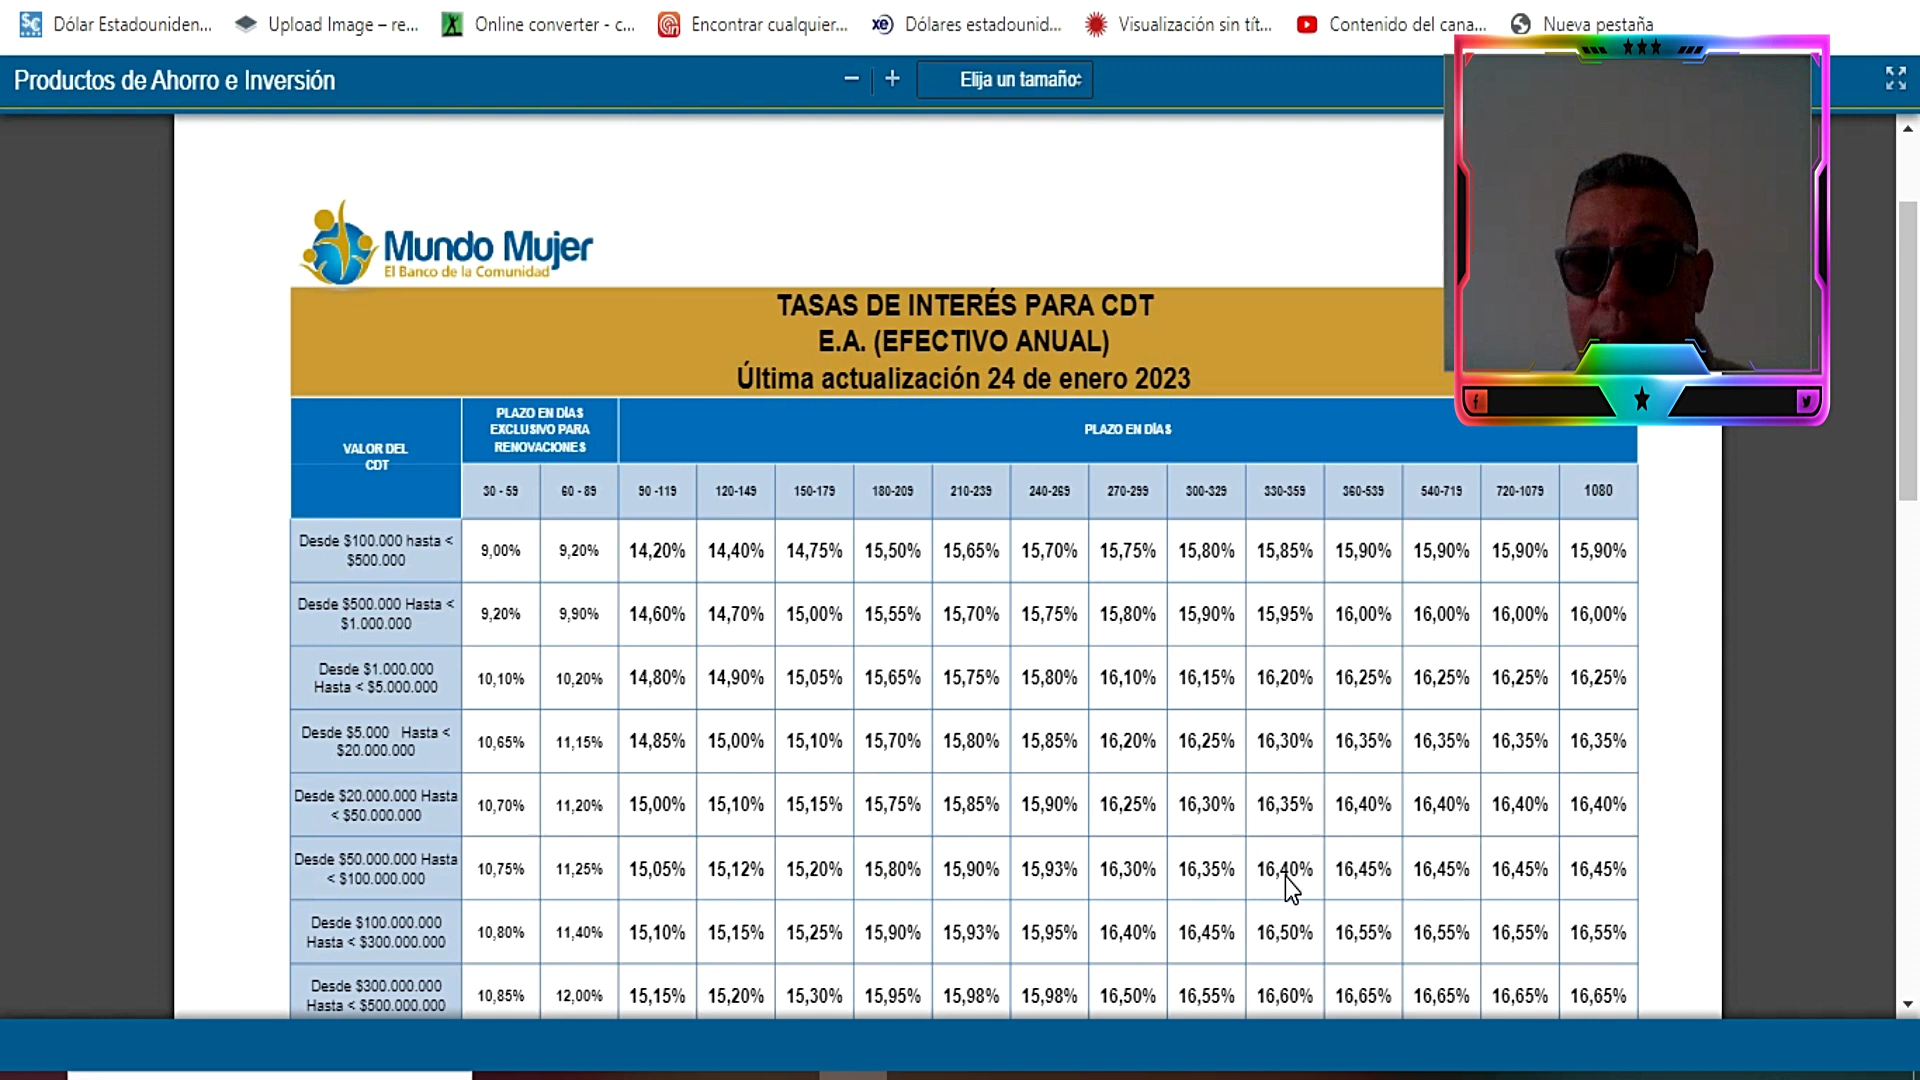 Dólar Estadouniden... Upload Image – re... Online converter - c... Encontrar cualquier... Dólares estadounid... Visualización sin tít... Contenido del cana... Nueva pestaña
Productos de Ahorro e Inversión − + Elija un tamaño
Mundo Mujer
El Banco de la Comunidad
TASAS DE INTERÉS PARA CDT
E.A. (EFECTIVO ANUAL)
Última actualización 24 de enero 2023
VALOR DEL
CDT
PLAZO EN DÍAS
EXCLUSIVO PARA
RENOVACIONES
PLAZO EN DÍAS
30 - 59 60 - 89 90 -119 120-149 150-179 180-209 210-239 240-269 270-299 300-329 330-359 360-539 540-719 720-1079 1080
Desde $100.000 hasta <
$500.000
9,00% 9,20% 14,20% 14,40% 14,75% 15,50% 15,65% 15,70% 15,75% 15,80% 15,85% 15,90% 15,90% 15,90% 15,90%
Desde $500.000 Hasta <
$1.000.000
9,20% 9,90% 14,60% 14,70% 15,00% 15,55% 15,70% 15,75% 15,80% 15,90% 15,95% 16,00% 16,00% 16,00% 16,00%
Desde $1.000.000
Hasta < $5.000.000
10,10% 10,20% 14,80% 14,90% 15,05% 15,65% 15,75% 15,80% 16,10% 16,15% 16,20% 16,25% 16,25% 16,25% 16,25%
Desde $5.000 Hasta <
$20.000.000
10,65% 11,15% 14,85% 15,00% 15,10% 15,70% 15,80% 15,85% 16,20% 16,25% 16,30% 16,35% 16,35% 16,35% 16,35%
Desde $20.000.000 Hasta
< $50.000.000
10,70% 11,20% 15,00% 15,10% 15,15% 15,75% 15,85% 15,90% 16,25% 16,30% 16,35% 16,40% 16,40% 16,40% 16,40%
Desde $50.000.000 Hasta
< $100.000.000
10,75% 11,25% 15,05% 15,12% 15,20% 15,80% 15,90% 15,93% 16,30% 16,35% 16,40% 16,45% 16,45% 16,45% 16,45%
Desde $100.000.000
Hasta < $300.000.000
10,80% 11,40% 15,10% 15,15% 15,25% 15,90% 15,93% 15,95% 16,40% 16,45% 16,50% 16,55% 16,55% 16,55% 16,55%
Desde $300.000.000
Hasta < $500.000.000
10,85% 12,00% 15,15% 15,20% 15,30% 15,95% 15,98% 15,98% 16,50% 16,55% 16,60% 16,65% 16,65% 16,65% 16,65%